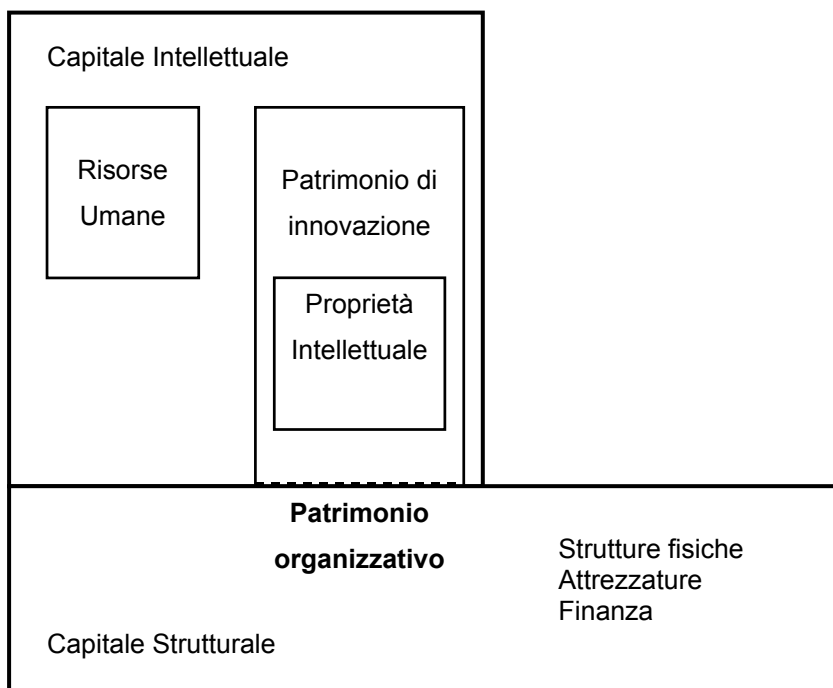 Capitale Intellettuale
Risorse
Umane
Patrimonio di
innovazione
Proprietà
Intellettuale
Patrimonio
organizzativo
Strutture fisiche
Attrezzature
Finanza
Capitale Strutturale